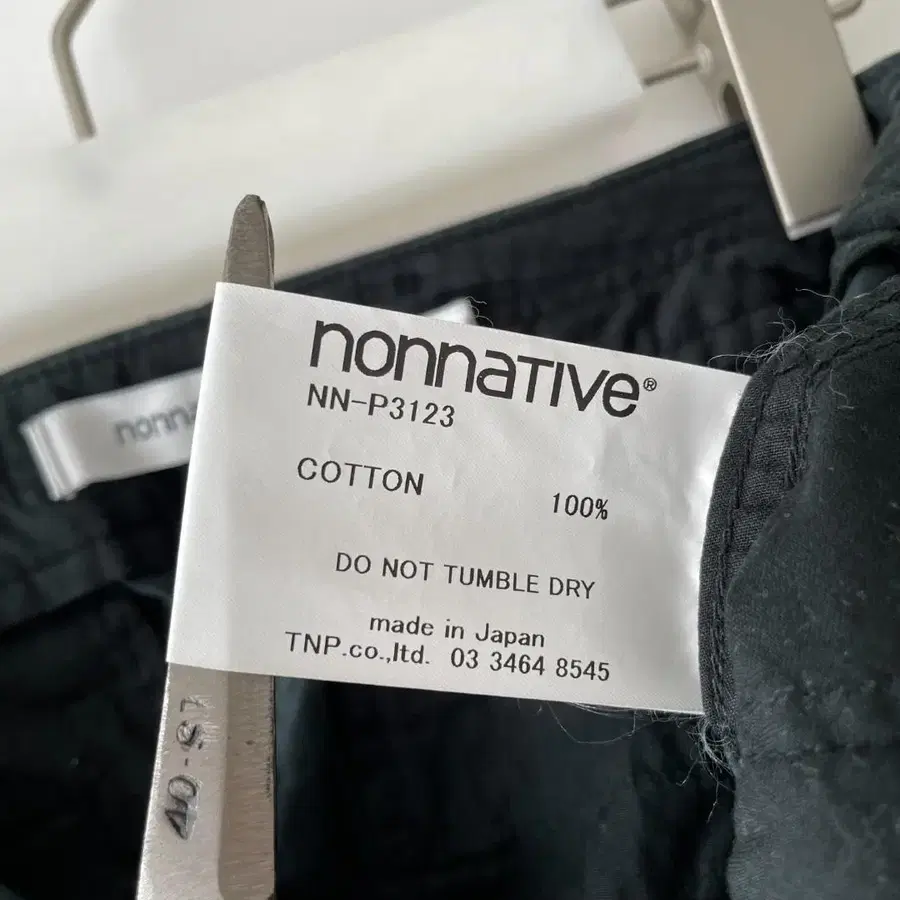 nonnaTIVe®
NN-P3123
COTTON 100%
DO NOT TUMBLE DRY
made in Japan
TNP.co.,ltd. 03 3464 8545